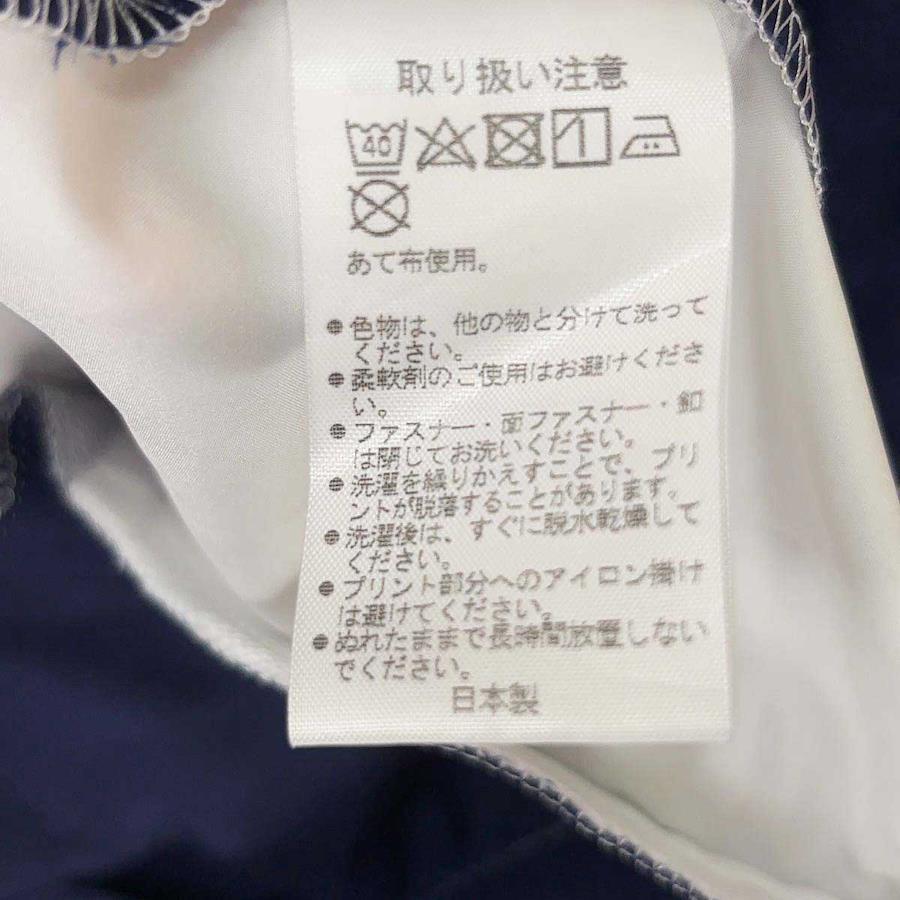 取り扱い注意
40
あて布使用。
●色物は、他の物と分けて洗って
ください。
●柔軟剤のご使用はお避けくださ
い。
●ファスナー・面ファスナー・釦
は閉じてお洗いください。
●洗濯を繰りかえすことで、プリ
ントが脱落することがあります。
●洗濯後は、すぐに脱水乾燥して
ください。
●プリント部分へのアイロン掛け
は避けてください。
●ぬれたままで長時間放置しない
でください。
日本製